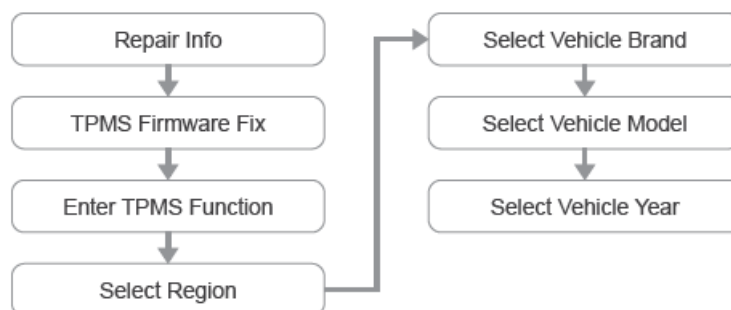 Repair Info
TPMS Firmware Fix
Enter TPMS Function
Select Region
Select Vehicle Brand
Select Vehicle Model
Select Vehicle Year